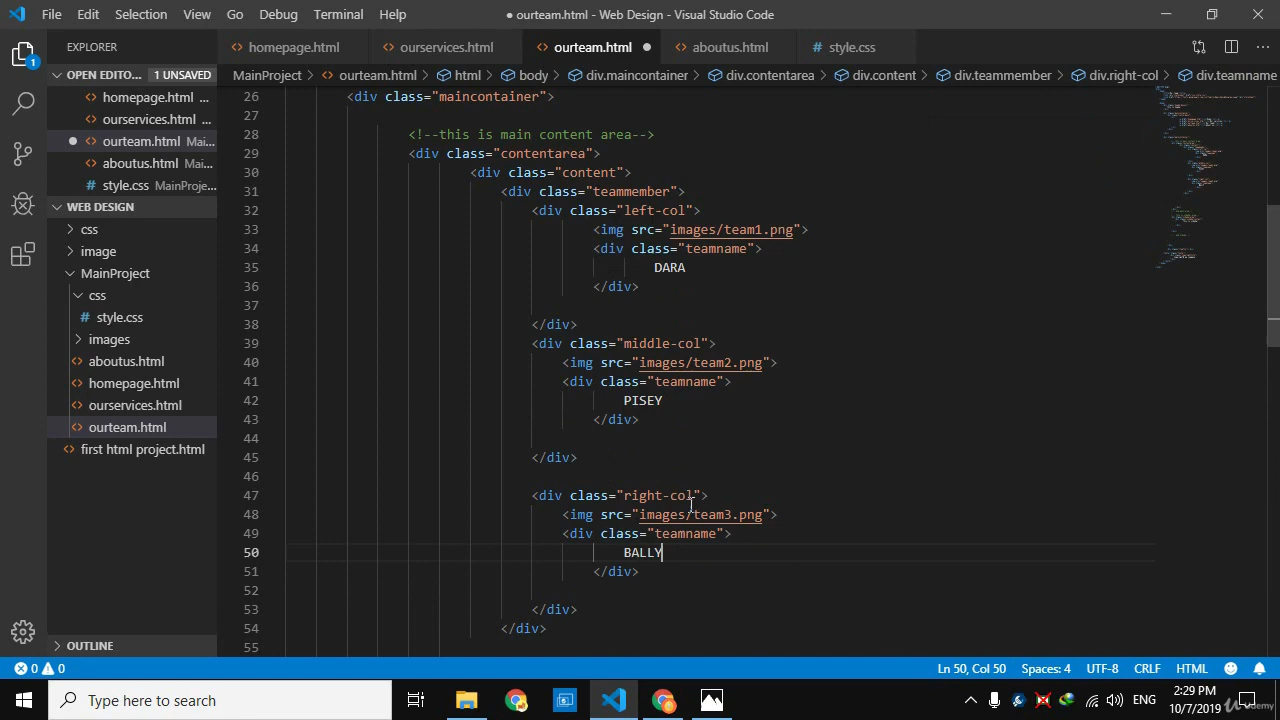 File Edit Selection View Go Debug Terminal Help
● ourteam.html - Web Design - Visual Studio Code
EXPLORER
homepage.html ourservices.html ourteam.html aboutus.html style.css
OPEN EDITO... 1 UNSAVED
homepage.html ...
ourservices.html ...
ourteam.html Mai...
aboutus.html Mai...
style.css MainProje...
WEB DESIGN
css
image
MainProject
css
style.css
images
aboutus.html
homepage.html
ourservices.html
ourteam.html
first html project.html
OUTLINE
MainProject > ourteam.html > html > body > div.maincontainer > div.contentarea > div.content > div.teammember > div.right-col > div.teamname
26 <div class="maincontainer">
27
28 <!--this is main content area-->
29 <div class="contentarea">
30 <div class="content">
31 <div class="teammember">
32 <div class="left-col">
33 <img src="images/team1.png">
34 <div class="teamname">
35 DARA
36 </div>
37
38 </div>
39 <div class="middle-col">
40 <img src="images/team2.png">
41 <div class="teamname">
42 PISEY
43 </div>
44
45 </div>
46
47 <div class="right-col">
48 <img src="images/team3.png">
49 <div class="teamname">
50 BALLY
51 </div>
52
53 </div>
54 </div>
55
0 0
Ln 50, Col 50 Spaces: 4 UTF-8 CRLF HTML
Type here to search
ENG
2:29 PM
10/7/2019
Udemy